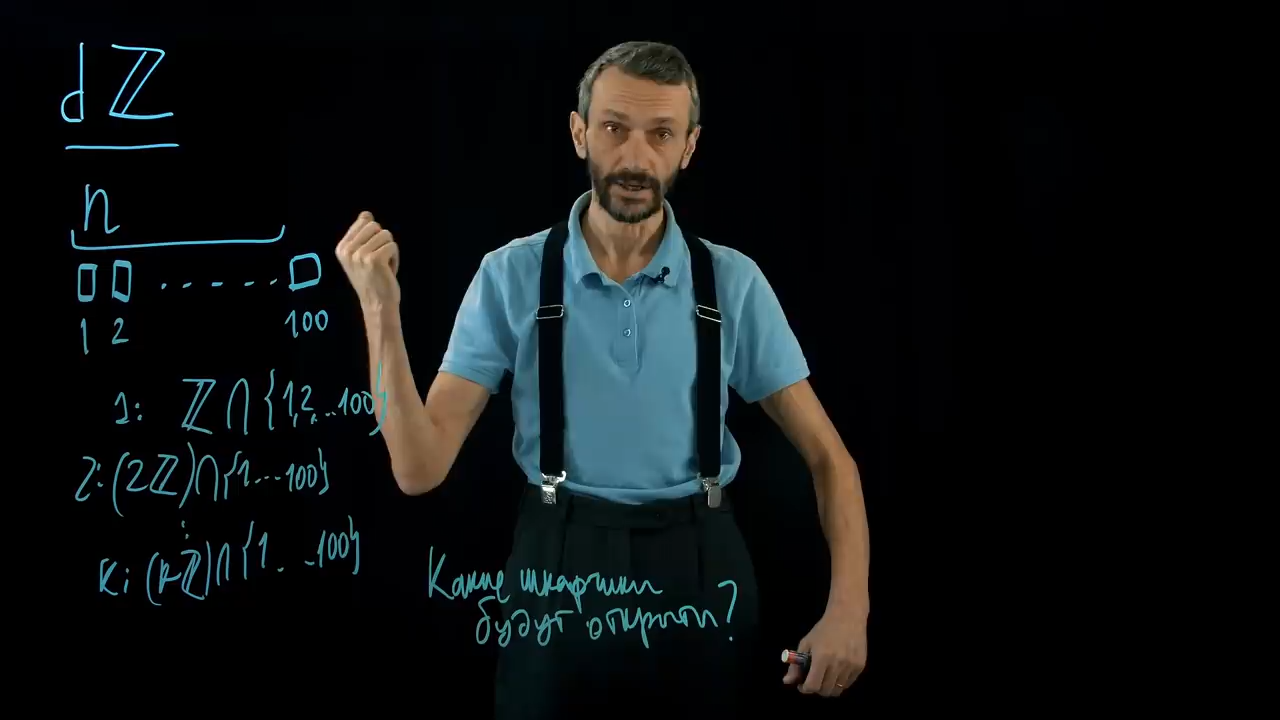 dℤ
n
1 2 ..... 100
1: ℤ ∩ {1,2,...100}
2: (2ℤ) ∩ {1...100}
⋮
k: (kℤ) ∩ {1...100}
Какие шкафчики
будут открыты?